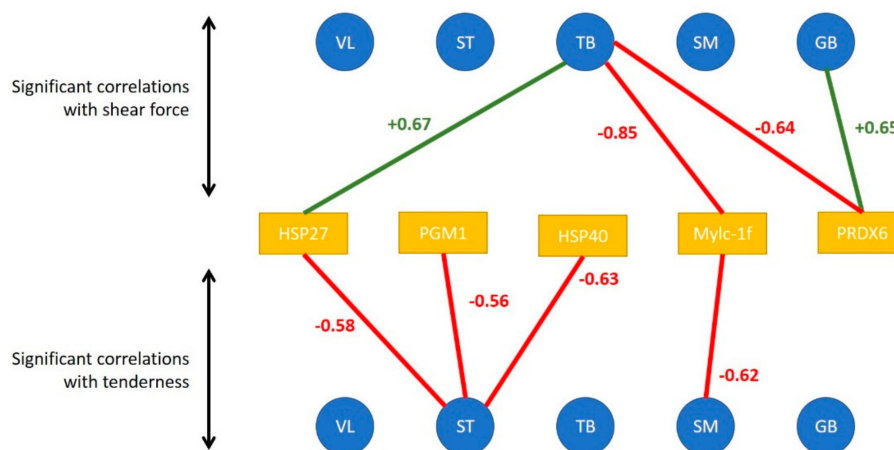 VL ST TB SM GB
Significant correlations
with shear force
+0.67 -0.85 -0.64 +0.65
HSP27 PGM1 HSP40 Mylc-1f PRDX6
-0.58 -0.56 -0.63 -0.62
Significant correlations
with tenderness
VL ST TB SM GB